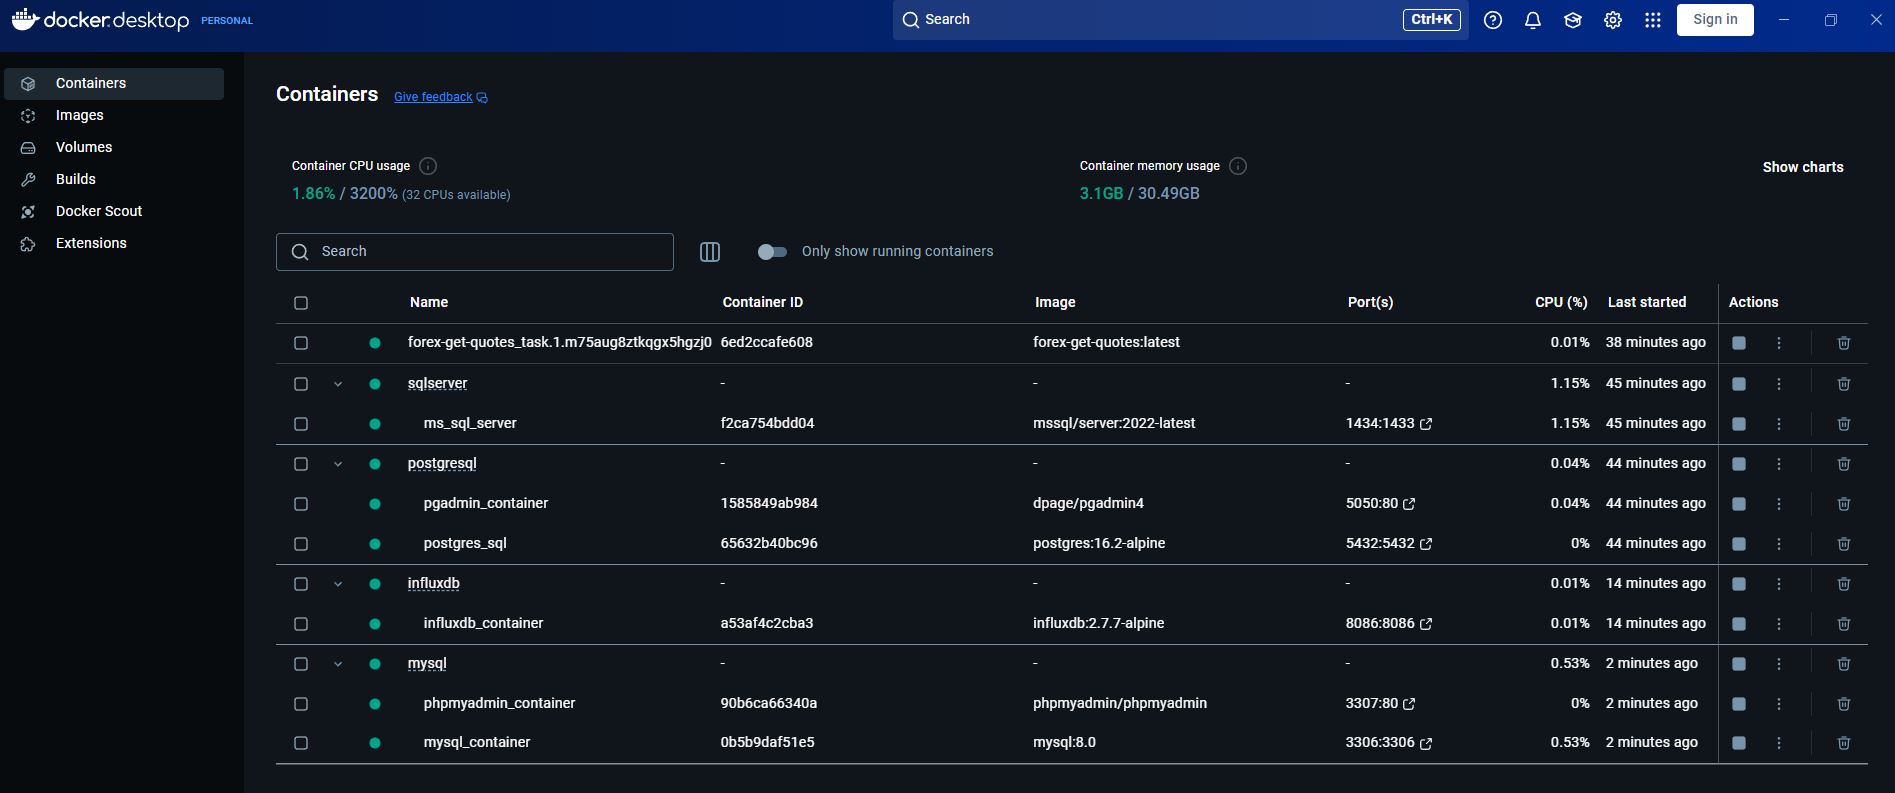 docker desktop PERSONAL Search Ctrl+K Sign in
Containers
Images
Volumes
Builds
Docker Scout
Extensions
Containers Give feedback
Container CPU usage
1.86% / 3200% (32 CPUs available)
Container memory usage
3.1GB / 30.49GB
Show charts
Search Only show running containers
Name Container ID Image Port(s) CPU (%) Last started Actions
forex-get-quotes_task.1.m75aug8ztkqgx5hgzj0 6ed2ccafe608 forex-get-quotes:latest 0.01% 38 minutes ago
sqlserver - - - 1.15% 45 minutes ago
ms_sql_server f2ca754bdd04 mssql/server:2022-latest 1434:1433 1.15% 45 minutes ago
postgresql - - - 0.04% 44 minutes ago
pgadmin_container 1585849ab984 dpage/pgadmin4 5050:80 0.04% 44 minutes ago
postgres_sql 65632b40bc96 postgres:16.2-alpine 5432:5432 0% 44 minutes ago
influxdb - - - 0.01% 14 minutes ago
influxdb_container a53af4c2cba3 influxdb:2.7.7-alpine 8086:8086 0.01% 14 minutes ago
mysql - - - 0.53% 2 minutes ago
phpmyadmin_container 90b6ca66340a phpmyadmin/phpmyadmin 3307:80 0% 2 minutes ago
mysql_container 0b5b9daf51e5 mysql:8.0 3306:3306 0.53% 2 minutes ago